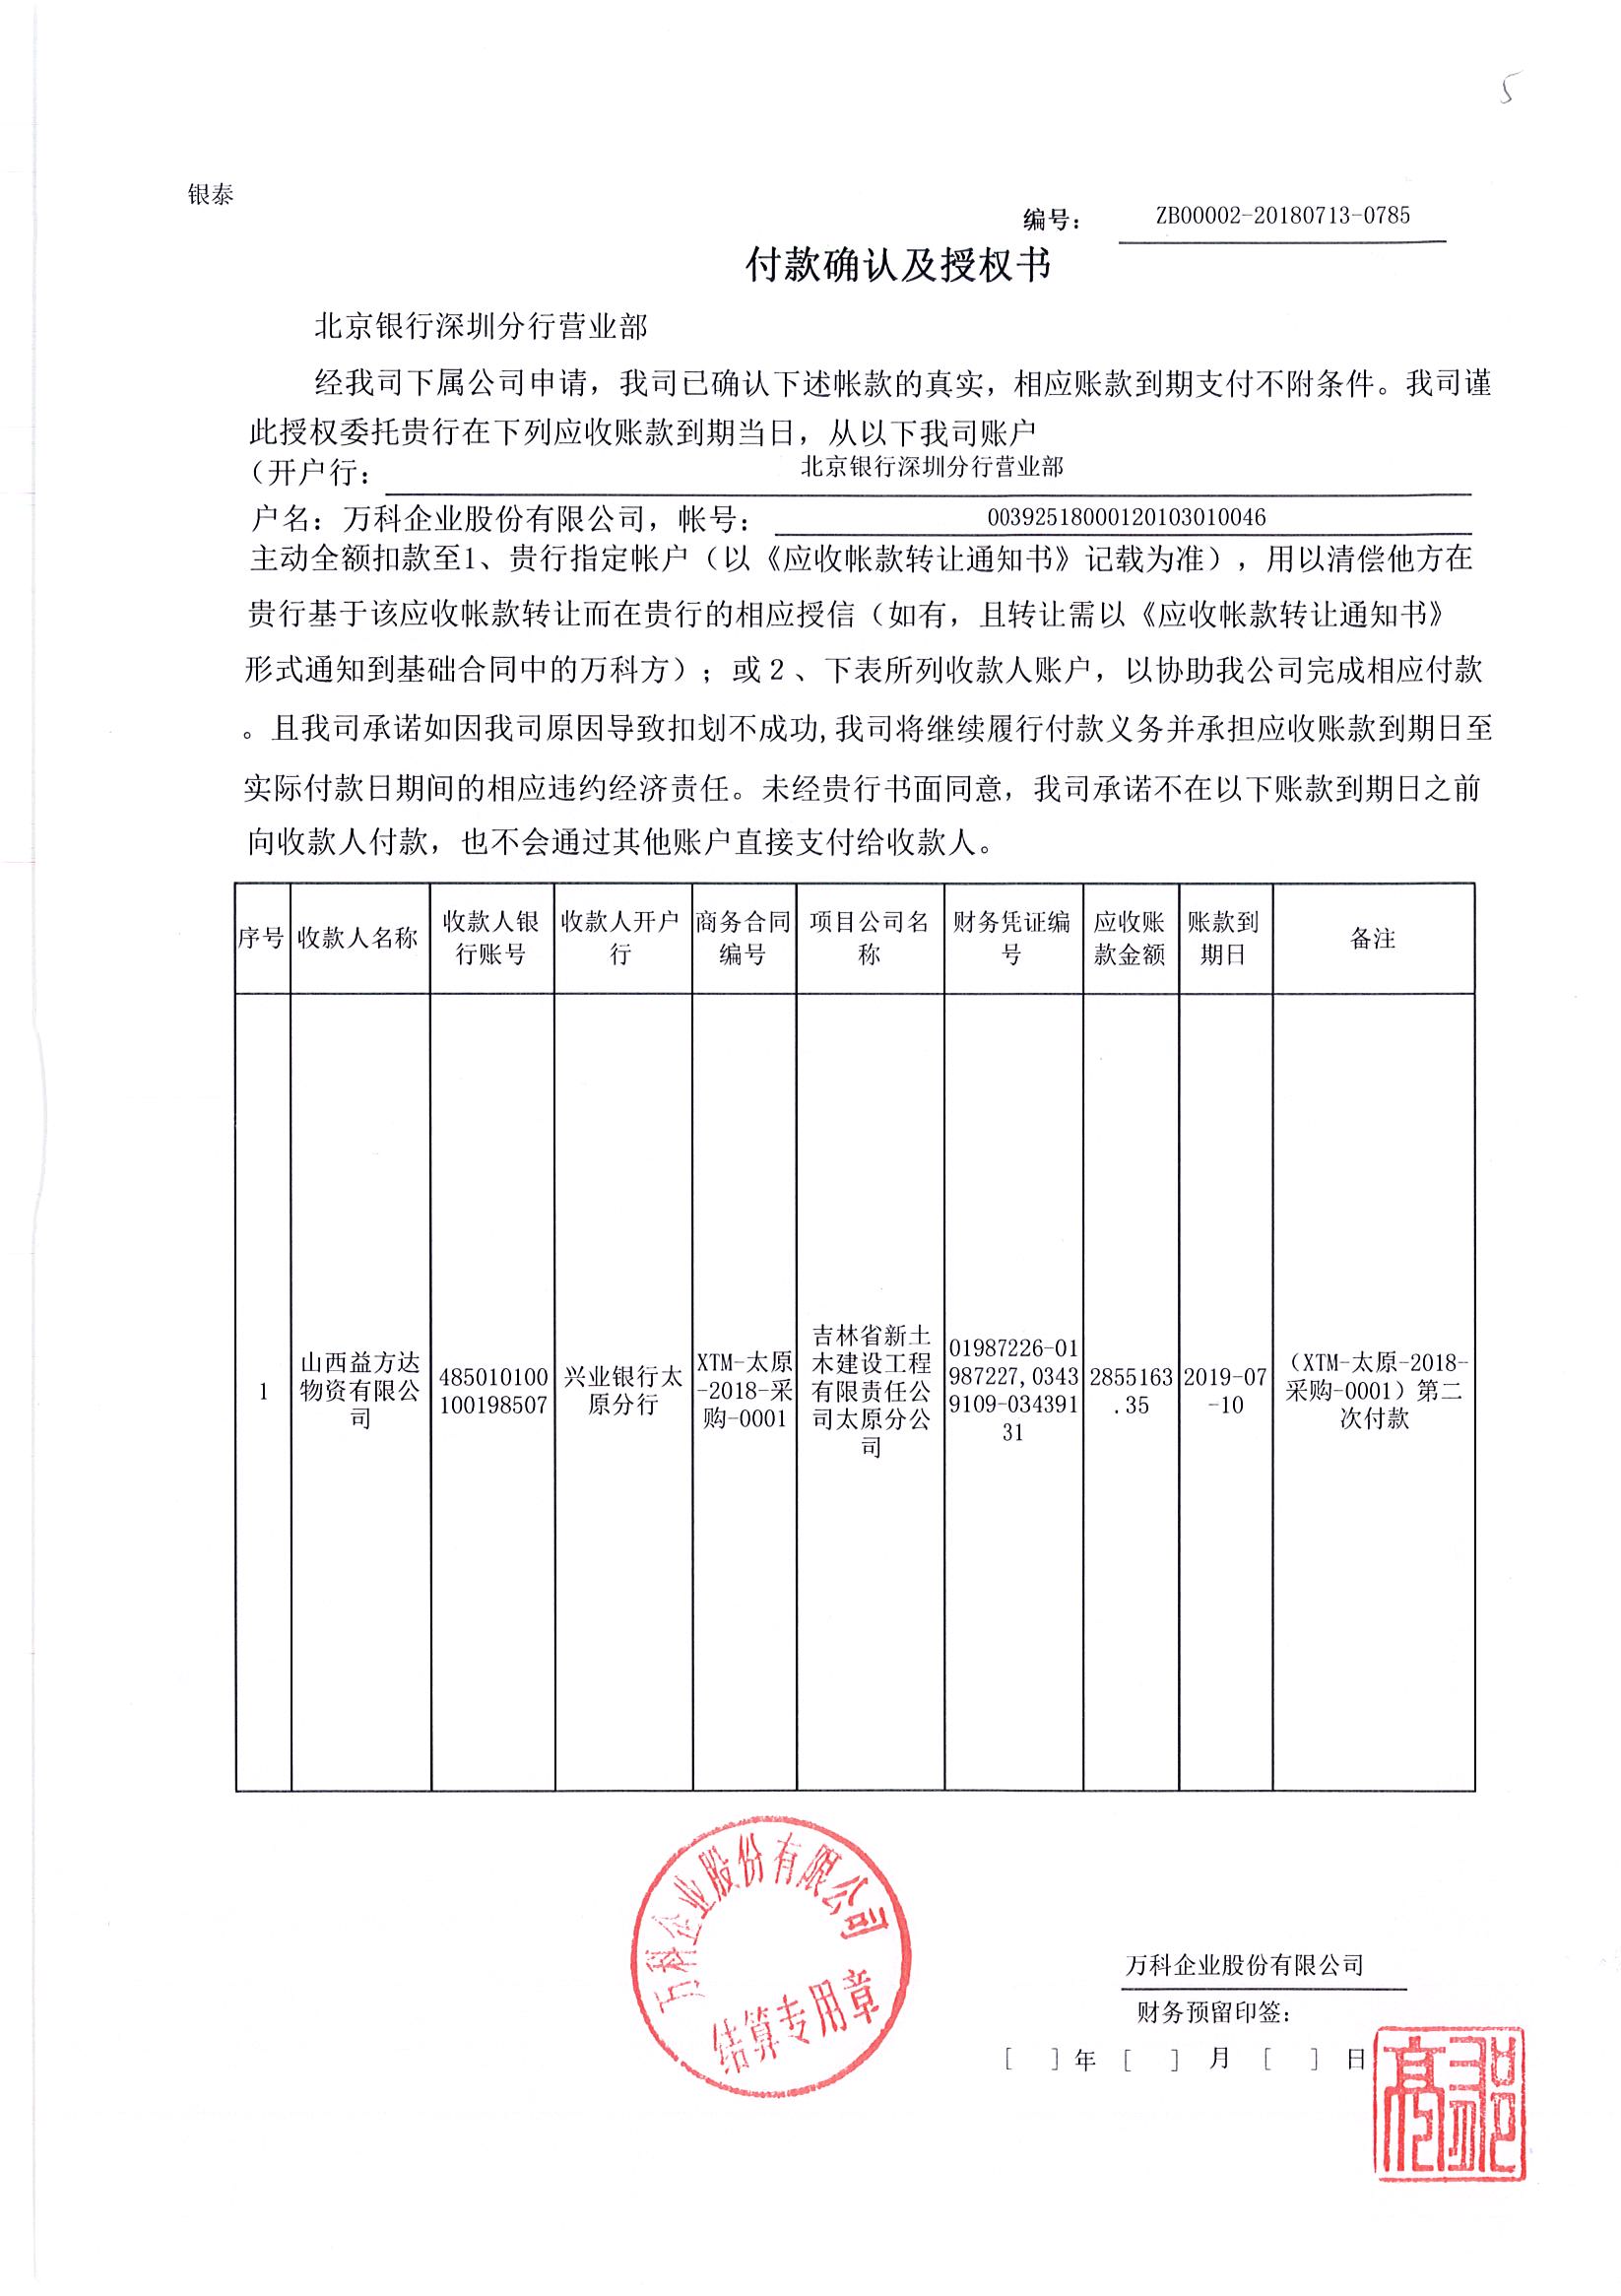 5
银泰
编号： ZB00002-20180713-0785
付款确认及授权书
北京银行深圳分行营业部
经我司下属公司申请，我司已确认下述帐款的真实，相应账款到期支付不附条件。我司谨
此授权委托贵行在下列应收账款到期当日，从以下我司账户
（开户行： 北京银行深圳分行营业部
户名：万科企业股份有限公司，帐号： 00392518000120103010046
主动全额扣款至1、贵行指定帐户（以《应收帐款转让通知书》记载为准），用以清偿他方在
贵行基于该应收帐款转让而在贵行的相应授信（如有，且转让需以《应收帐款转让通知书》
形式通知到基础合同中的万科方）；或２、下表所列收款人账户，以协助我公司完成相应付款
。且我司承诺如因我司原因导致扣划不成功,我司将继续履行付款义务并承担应收账款到期日至
实际付款日期间的相应违约经济责任。未经贵行书面同意，我司承诺不在以下账款到期日之前
向收款人付款，也不会通过其他账户直接支付给收款人。
序号
收款人名称
收款人银
行账号
收款人开户
行
商务合同
编号
项目公司名
称
财务凭证编
号
应收账
款金额
账款到
期日
备注
1
山西益方达
物资有限公
司
485010100
100198507
兴业银行太
原分行
XTM-太原
-2018-采
购-0001
吉林省新土
木建设工程
有限责任公
司太原分公
司
01987226-01
987227,0343
9109-034391
31
2855163
.35
2019-07
-10
（XTM-太原-2018-
采购-0001）第二
次付款
万科企业股份有限公司
结算专用章
万科企业股份有限公司
财务预留印签：
[ ] 年 [ ] 月 [ ] 日